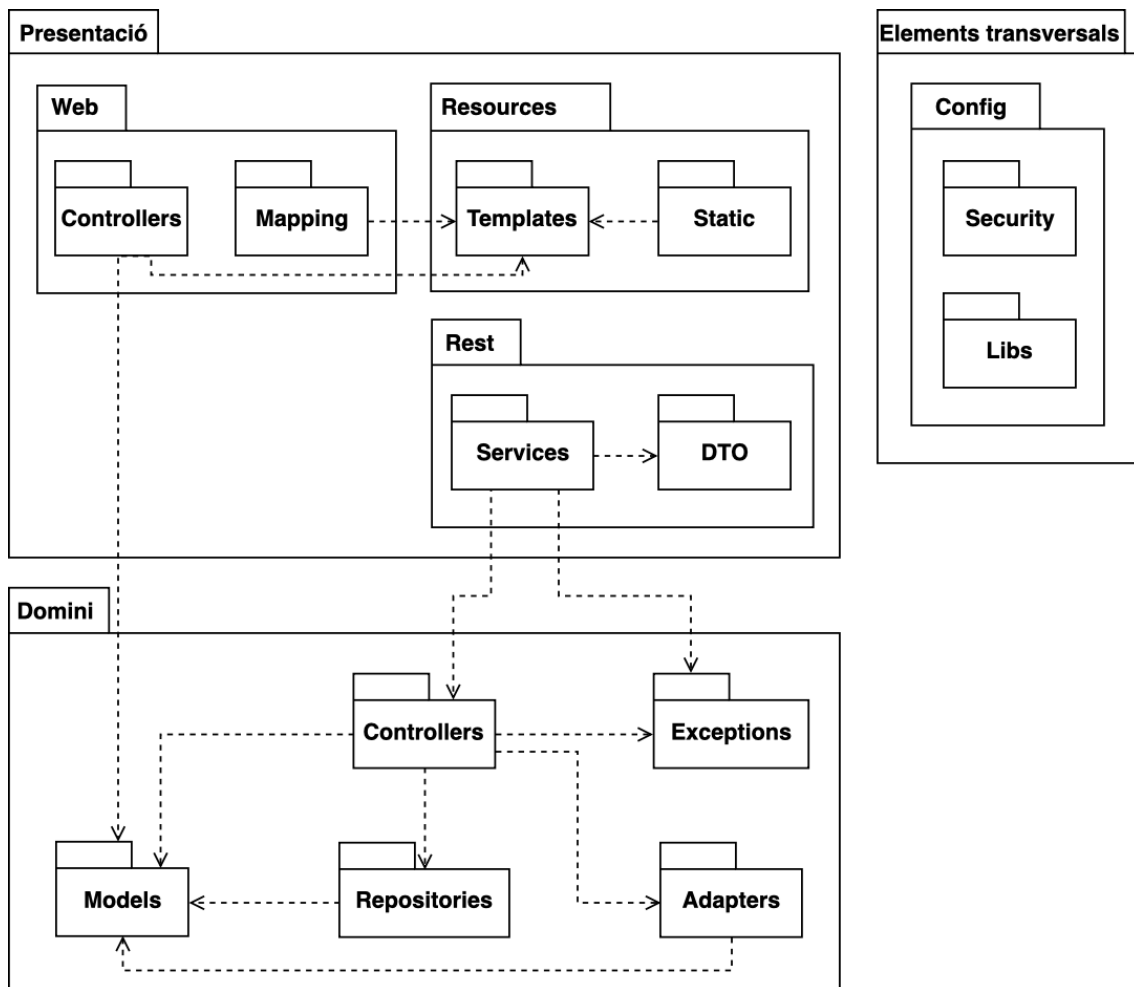 Presentació
Elements transversals
Web
Resources
Config
Controllers
Mapping
Templates
Static
Security
Rest
Libs
Services
DTO
Domini
Controllers
Exceptions
Models
Repositories
Adapters